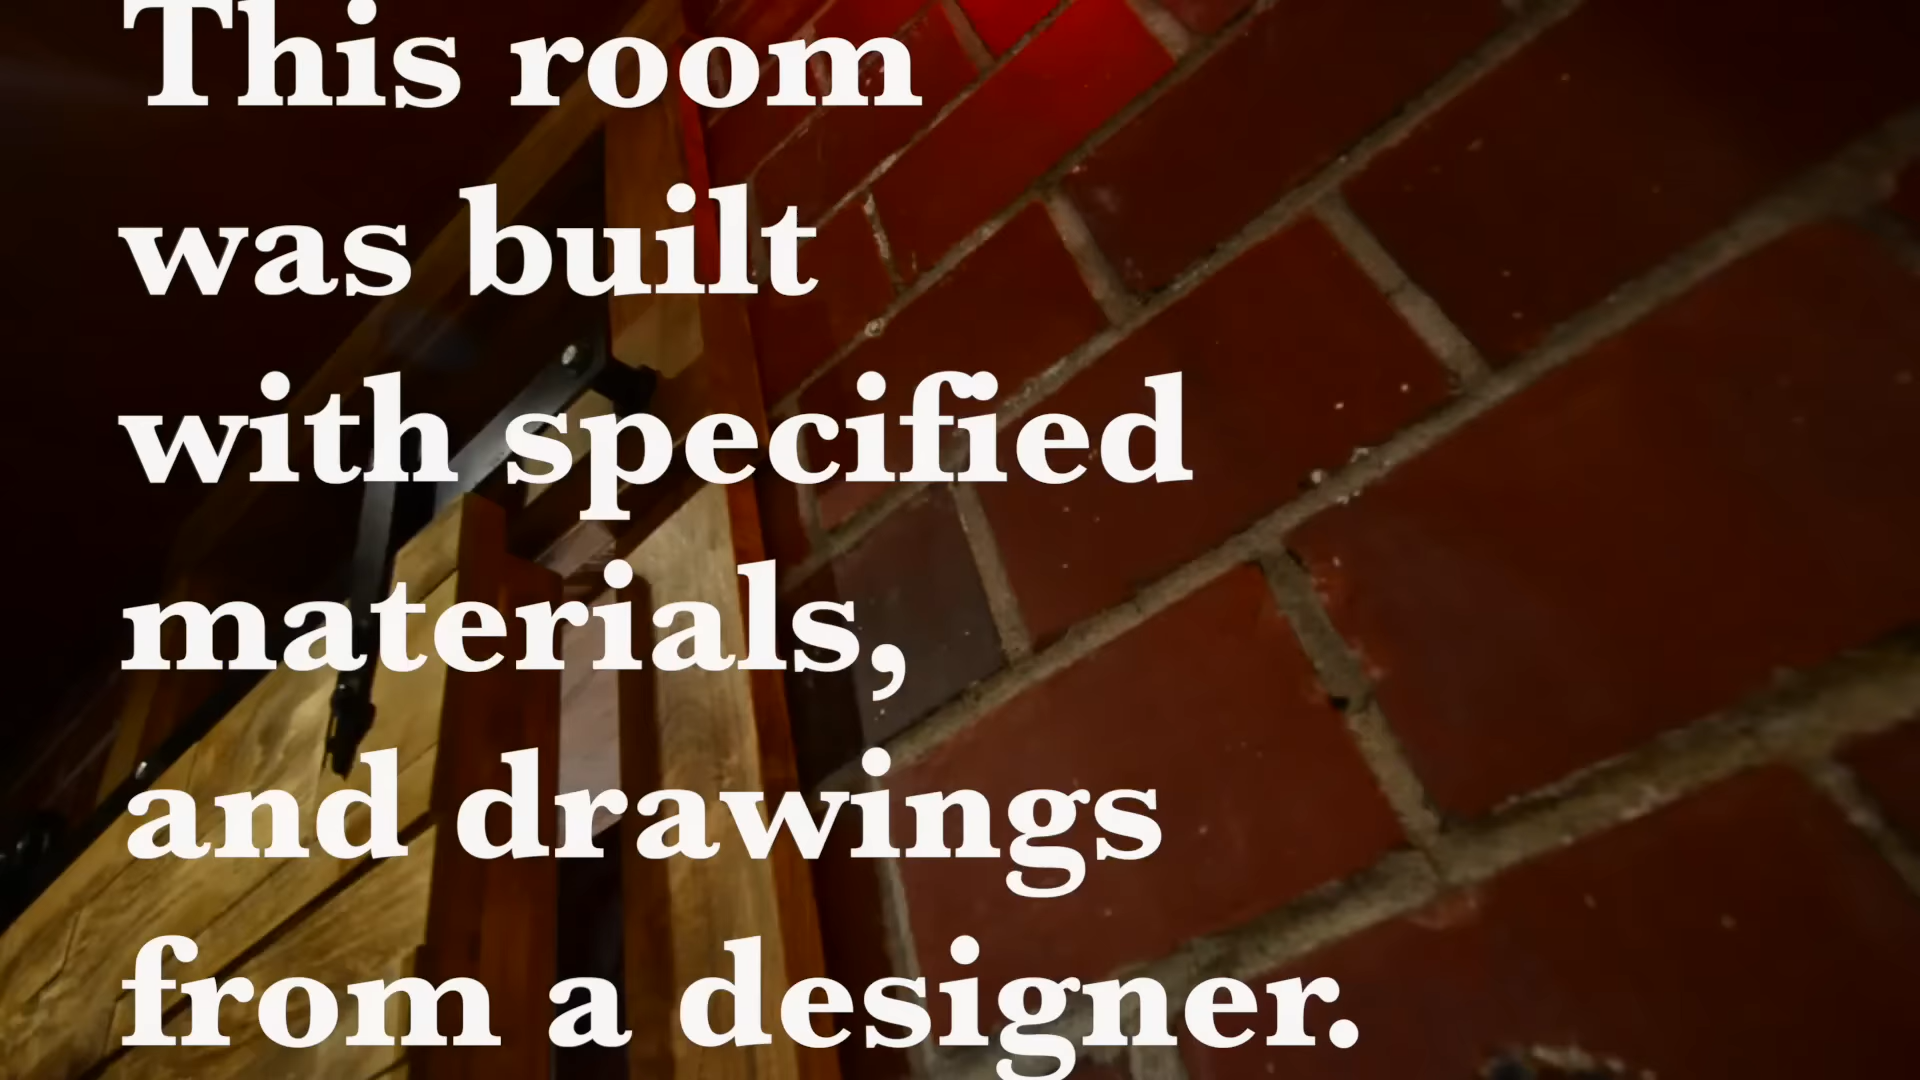 This room
was built
with specified
materials,
and drawings
from a designer.